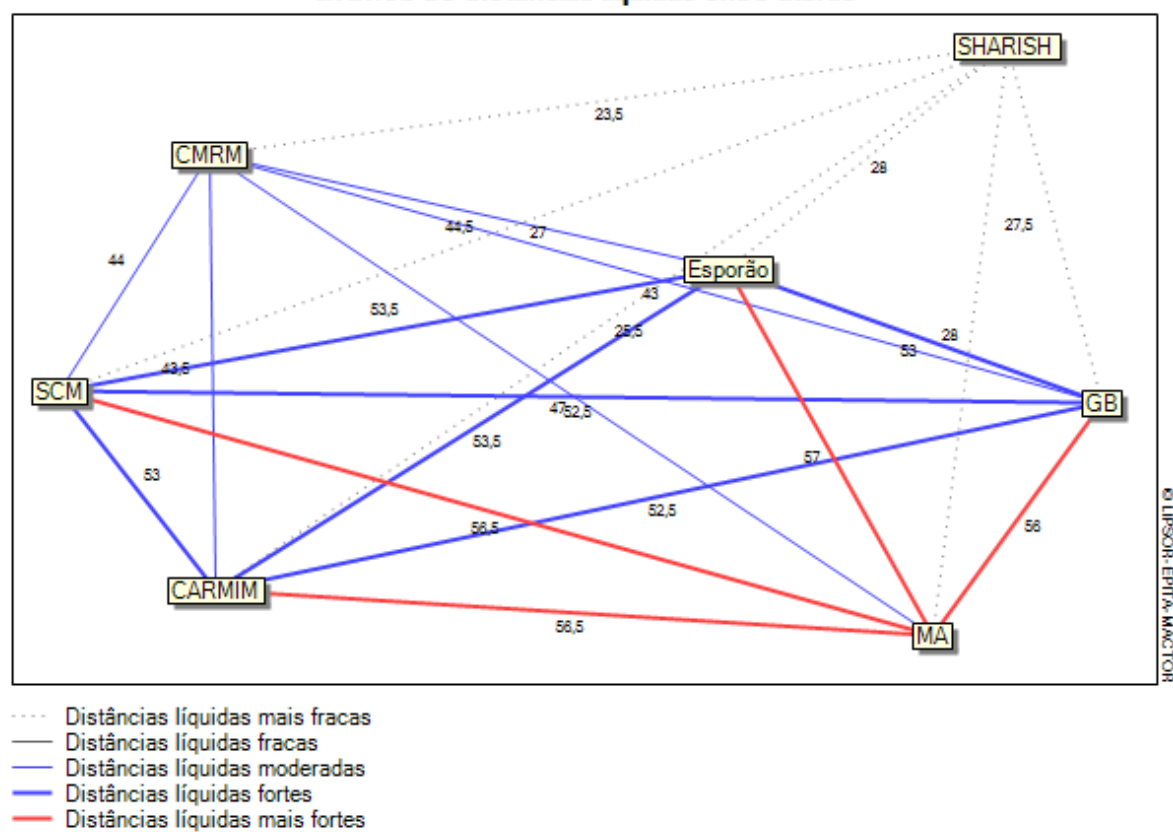 SHARISH
23,5
CMRM
28
27,5
44,5
27
44
Esporão
43
53,5
25,5
28
53
43,5
SCM
GB
47
52,5
53,5
57
53
52,5
56,5
56
CARMIM
56,5
MA
© LIPSOR-EPITA-MACTOR
Distâncias líquidas mais fracas
Distâncias líquidas fracas
Distâncias líquidas moderadas
Distâncias líquidas fortes
Distâncias líquidas mais fortes